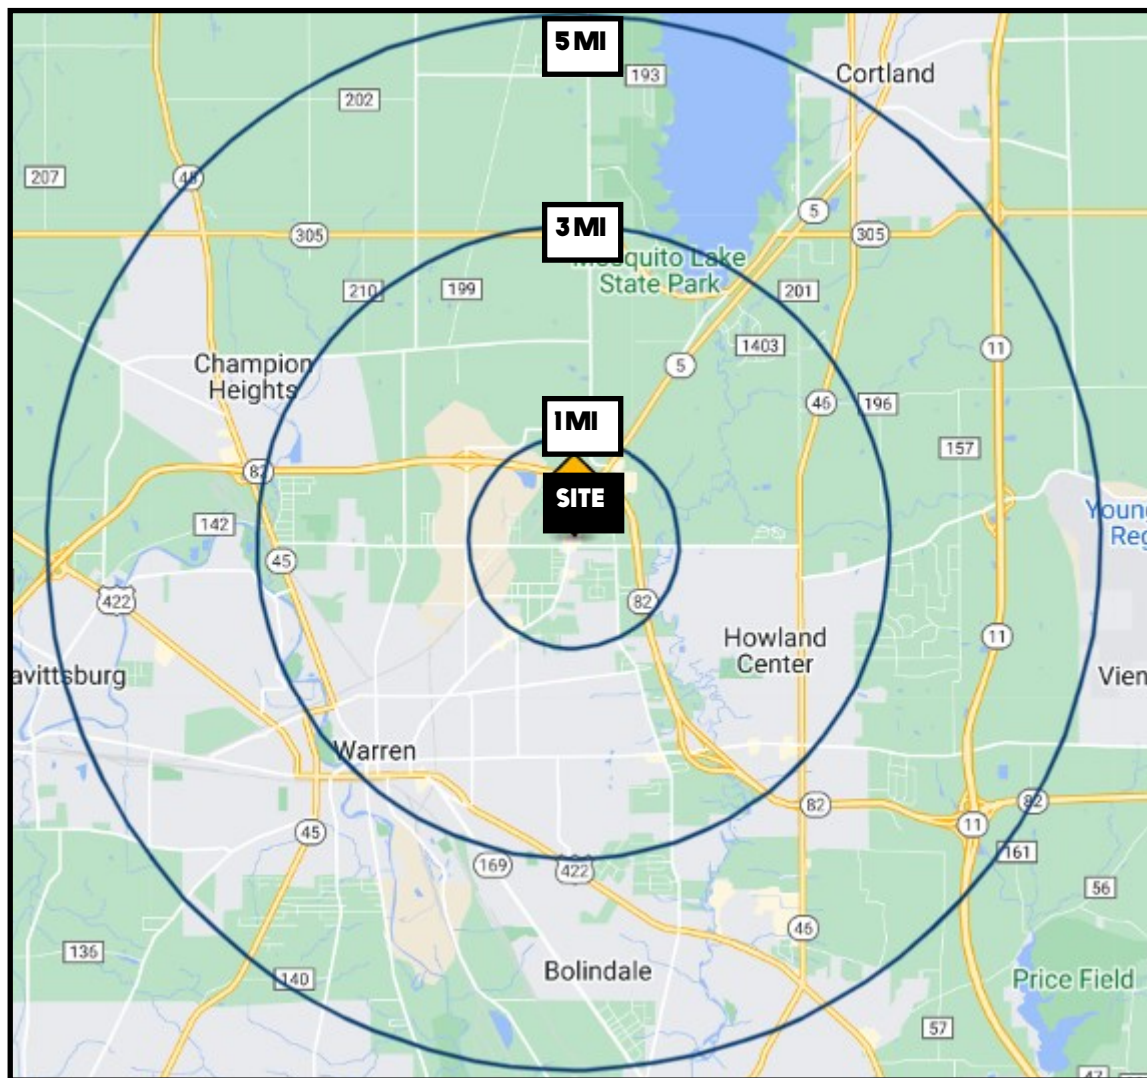 5 MI
193
Cortland
202
207
45
5
3 MI
305
305
Mosquito Lake
State Park
210
199
201
1403
11
5
Champion
Heights
1 MI
46
196
157
82
SITE
142
45
422
82
Howland
Center
11
avittsburg
Vien
Warren
82
82
45
11
161
169
422
56
46
136
Bolindale
140
Price Field
57
47
Young
Reg